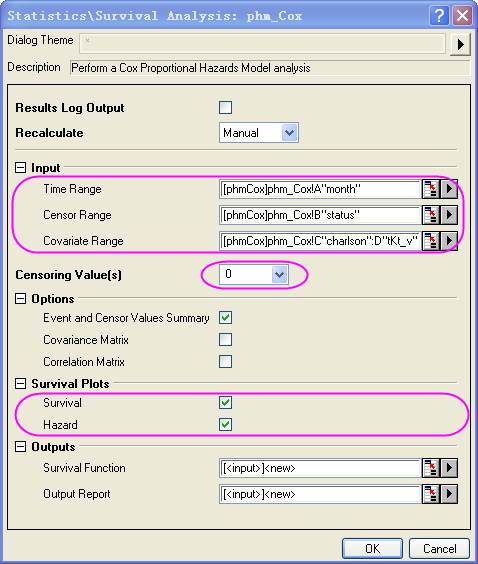 Statistics\Survival Analysis: phm_Cox
Dialog Theme *
Description Perform a Cox Proportional Hazards Model analysis
Results Log Output
Recalculate Manual
Input
Time Range [phmCox]phm_Cox!A"month"
Censor Range [phmCox]phm_Cox!B"status"
Covariate Range [phmCox]phm_Cox!C"charlson":D"tKt_v"
Censoring Value(s) 0
Options
Event and Censor Values Summary
Covariance Matrix
Correlation Matrix
Survival Plots
Survival
Hazard
Outputs
Survival Function [<input>]<new>
Output Report [<input>]<new>
OK Cancel